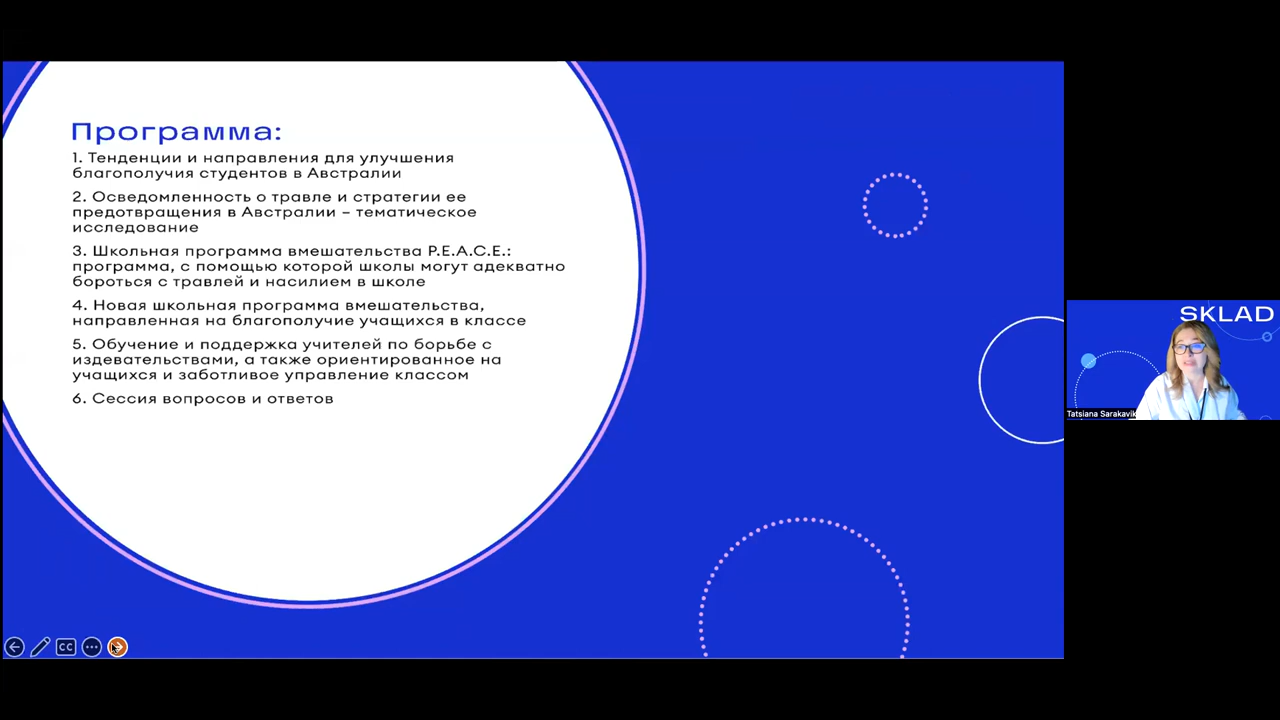 Программа:
1. Тенденции и направления для улучшения
благополучия студентов в Австралии
2. Осведомленность о травле и стратегии ее
предотвращения в Австралии – тематическое
исследование
3. Школьная программа вмешательства P.E.A.C.E.:
программа, с помощью которой школы могут адекватно
бороться с травлей и насилием в школе
4. Новая школьная программа вмешательства,
направленная на благополучие учащихся в классе
5. Обучение и поддержка учителей по борьбе с
издевательствами, а также ориентированное на
учащихся и заботливое управление классом
6. Сессия вопросов и ответов
CC
SKLAD
Tatsiana Sarakavik